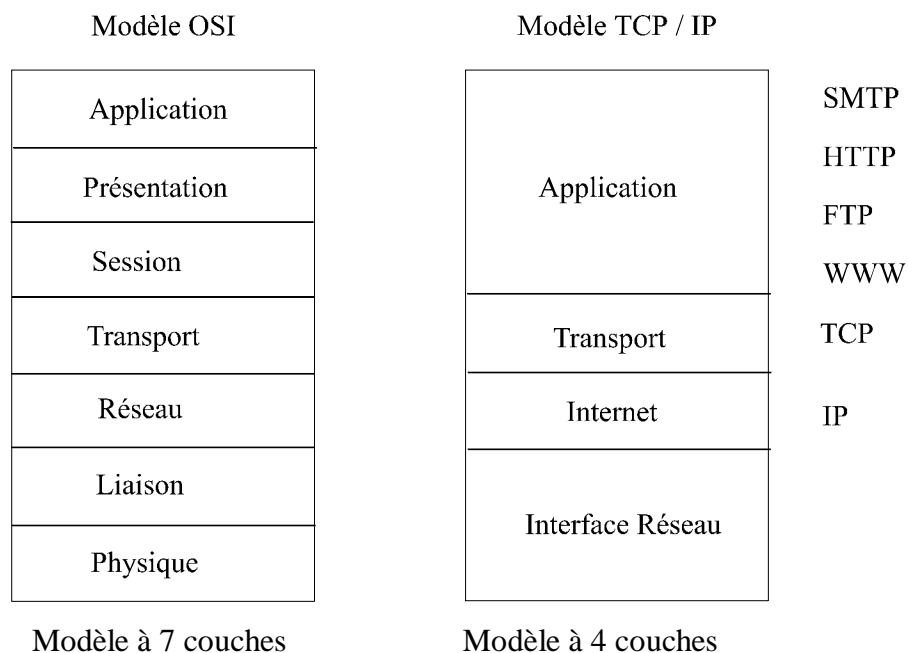 Modèle OSI
Application
Présentation
Session
Transport
Réseau
Liaison
Physique
Modèle à 7 couches
Modèle TCP / IP
Application
Transport
Internet
Interface Réseau
Modèle à 4 couches
SMTP
HTTP
FTP
WWW
TCP
IP